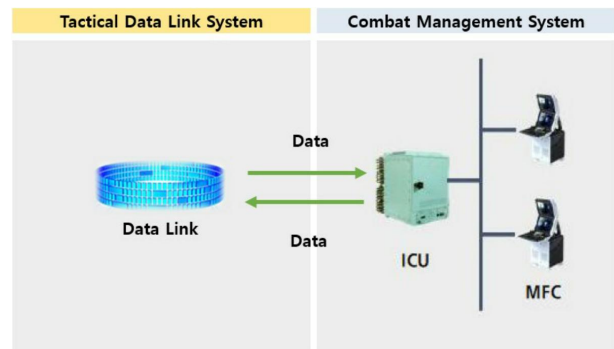 Tactical Data Link System
Combat Management System
Data
Data Link
Data
ICU
MFC